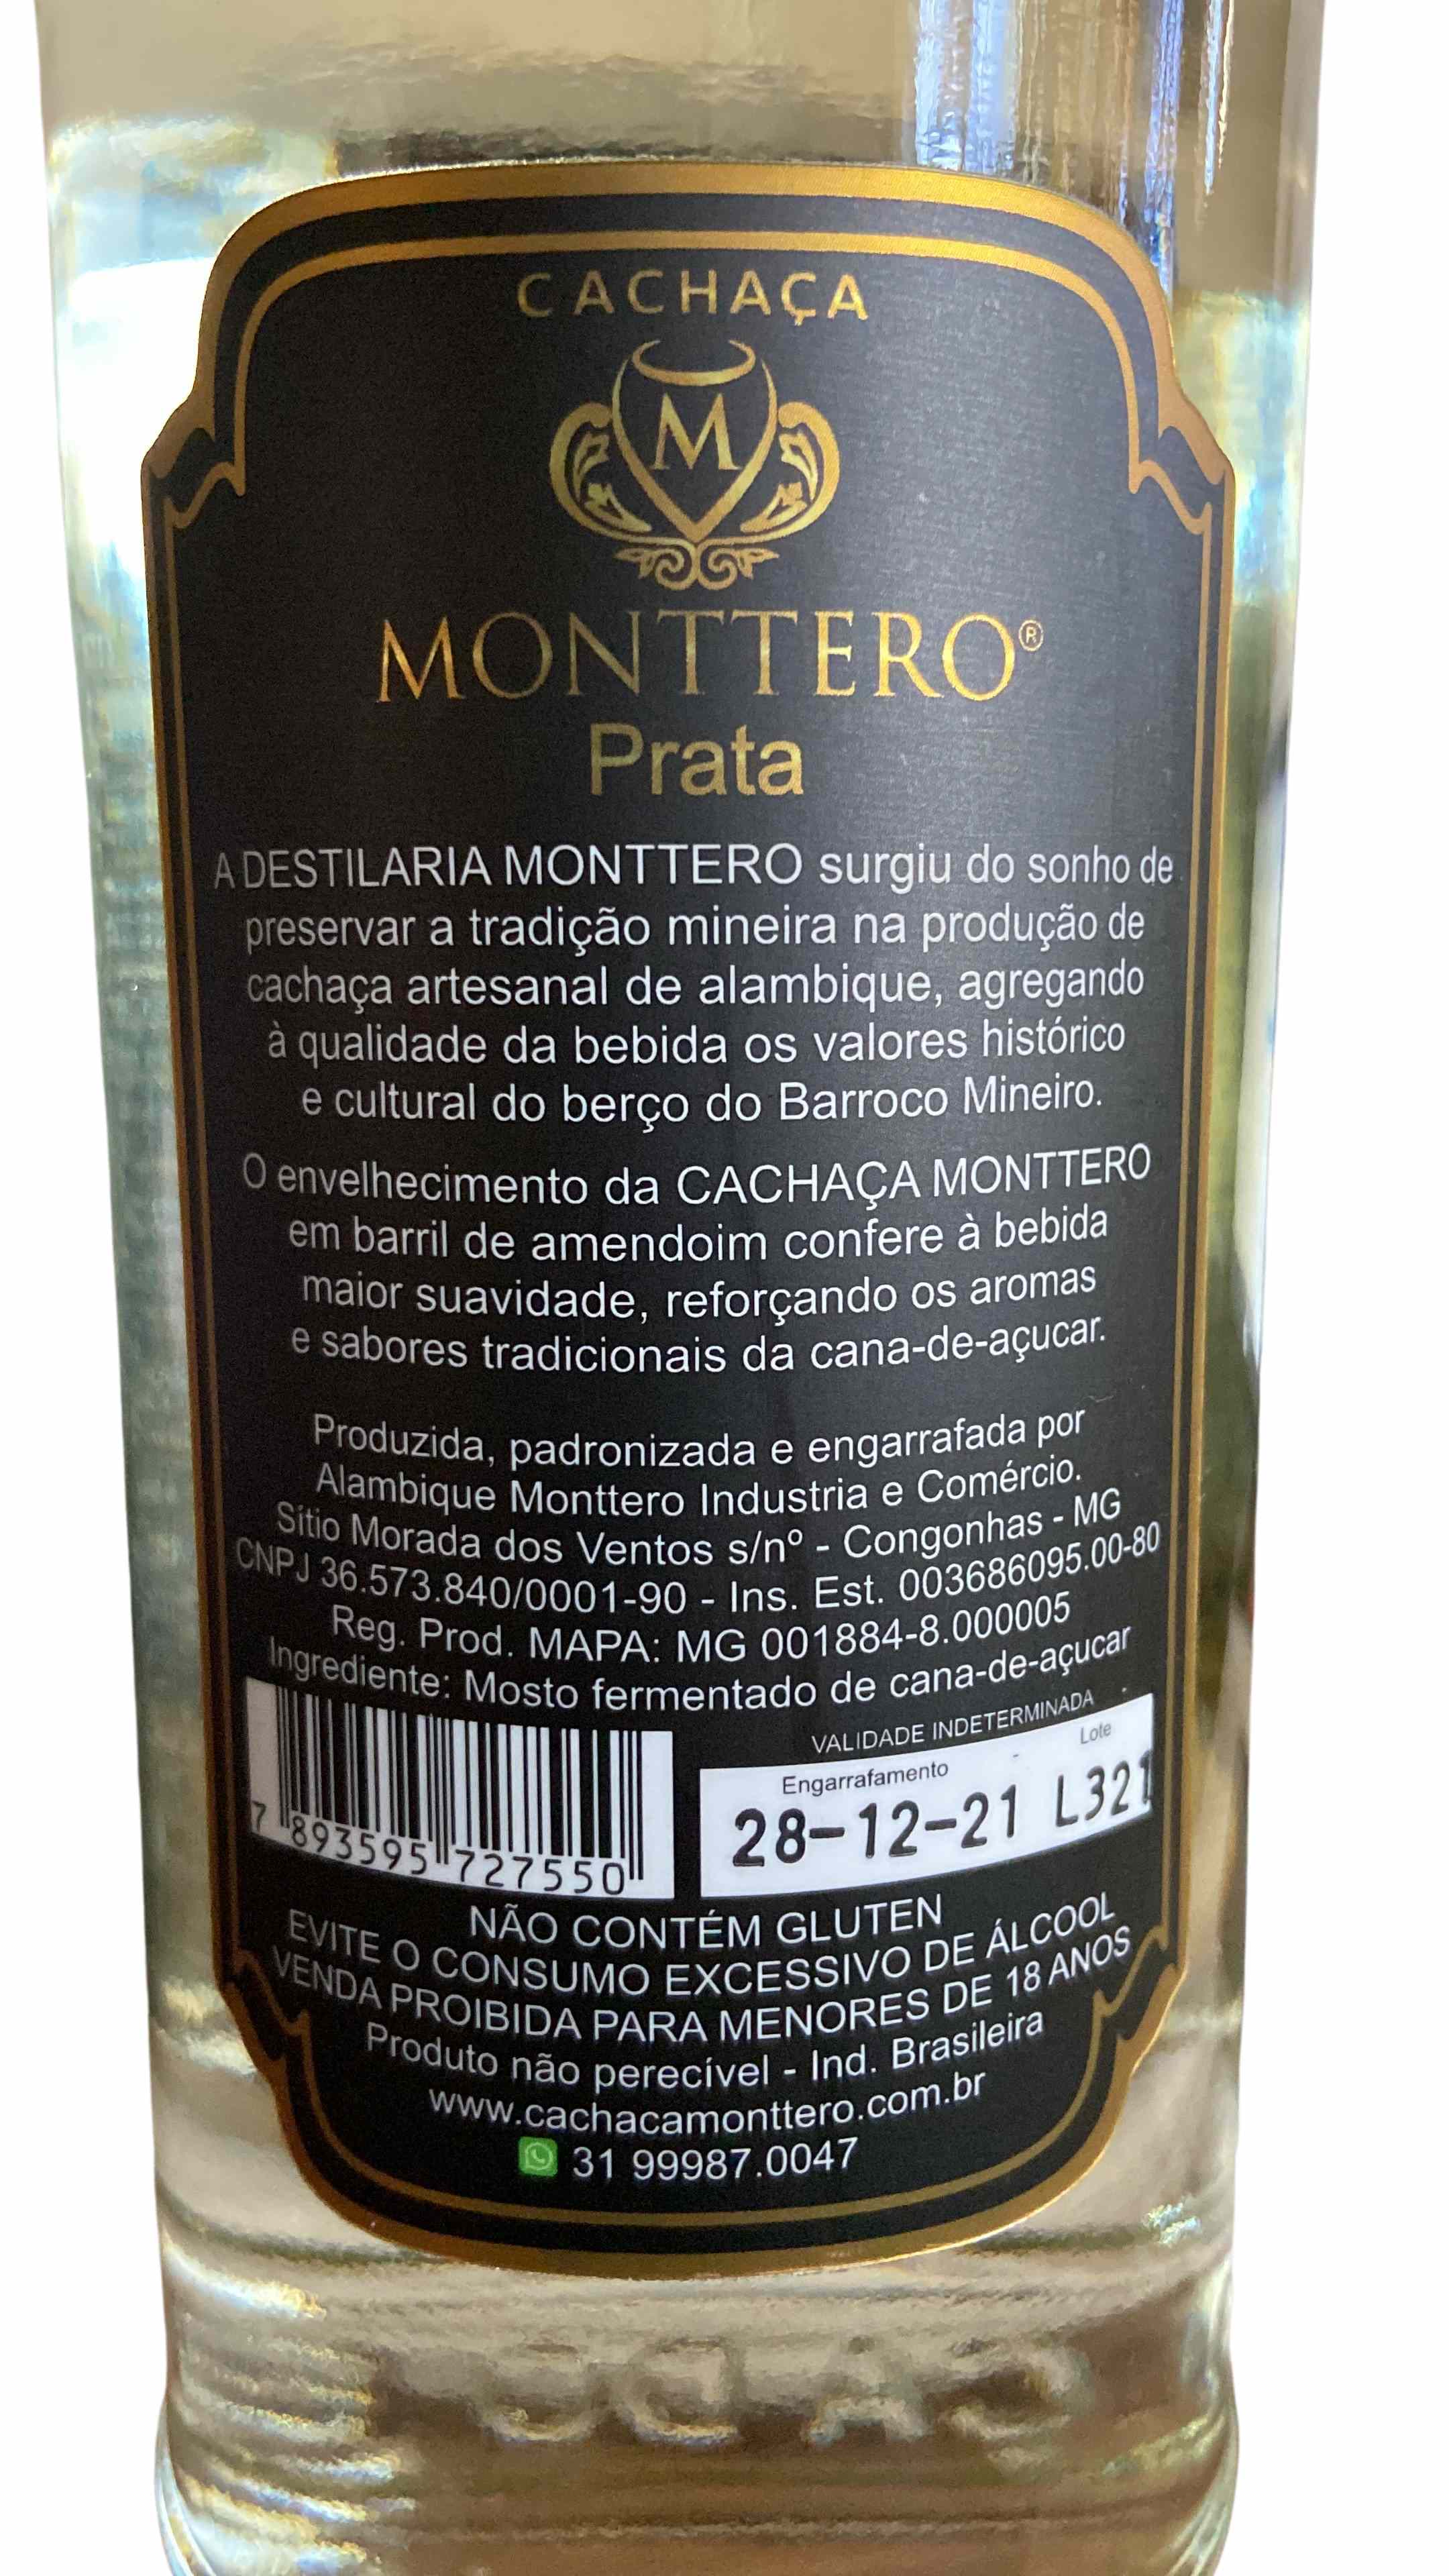 CACHAÇA
M
MONTTERO®
Prata
A DESTILARIA MONTTERO surgiu do sonho de
preservar a tradição mineira na produção de
cachaça artesanal de alambique, agregando
à qualidade da bebida os valores histórico
e cultural do berço do Barroco Mineiro.
O envelhecimento da CACHAÇA MONTTERO
em barril de amendoim confere à bebida
maior suavidade, reforçando os aromas
e sabores tradicionais da cana-de-açucar.
Produzida, padronizada e engarrafada por
Alambique Monttero Industria e Comércio.
Sítio Morada dos Ventos s/nº - Congonhas - MG
CNPJ 36.573.840/0001-90 - Ins. Est. 003686095.00-80
Reg. Prod. MAPA: MG 001884-8.000005
Ingrediente: Mosto fermentado de cana-de-açucar
VALIDADE INDETERMINADA
Engarrafamento Lote
28-12-21 L321
7 893595 727550
NÃO CONTÉM GLUTEN
EVITE O CONSUMO EXCESSIVO DE ÁLCOOL
VENDA PROIBIDA PARA MENORES DE 18 ANOS
Produto não perecível - Ind. Brasileira
www.cachacamonttero.com.br
31 99987.0047